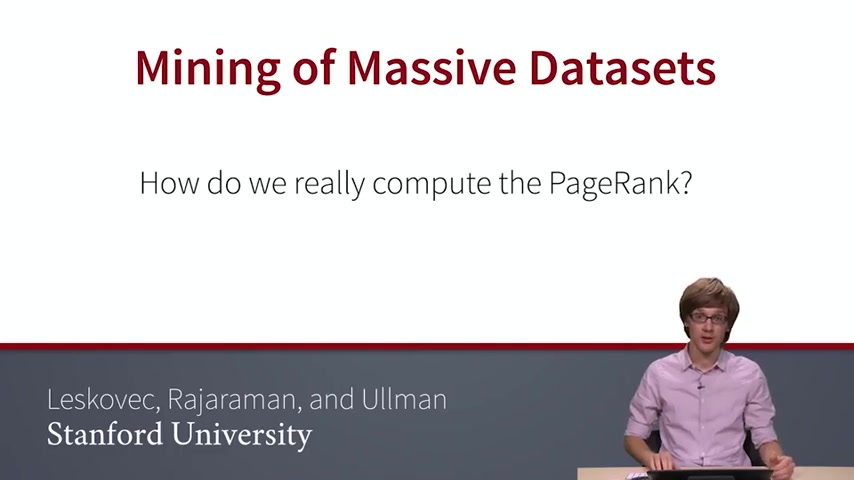 Mining of Massive Datasets
How do we really compute the PageRank?
Leskovec, Rajaraman, and Ullman
Stanford University